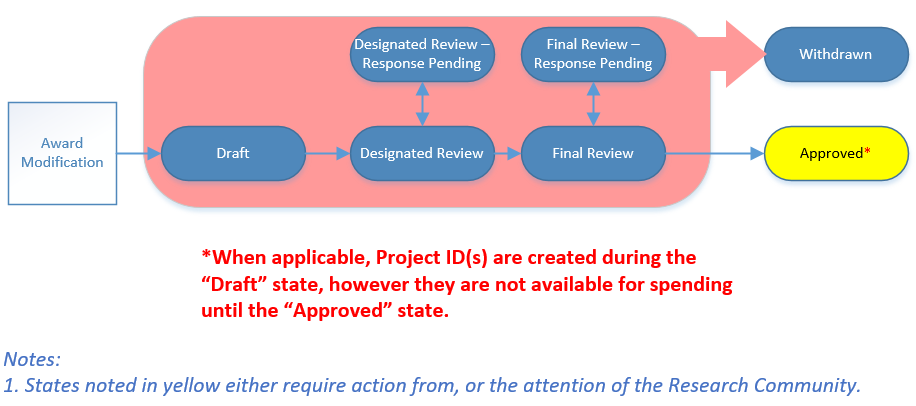 Designated Review –
Response Pending
Final Review –
Response Pending
Withdrawn
Award
Modification
Draft
Designated Review
Final Review
Approved*
*When applicable, Project ID(s) are created during the
“Draft” state, however they are not available for spending
until the “Approved” state.
Notes:
1. States noted in yellow either require action from, or the attention of the Research Community.